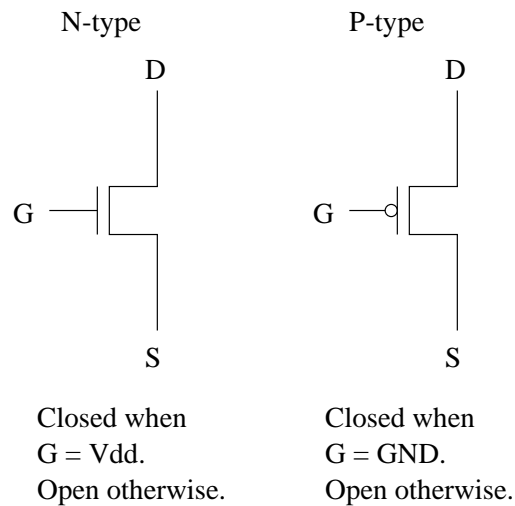 N-type P-type
D D
G G
S S
Closed when Closed when
G = Vdd. G = GND.
Open otherwise. Open otherwise.